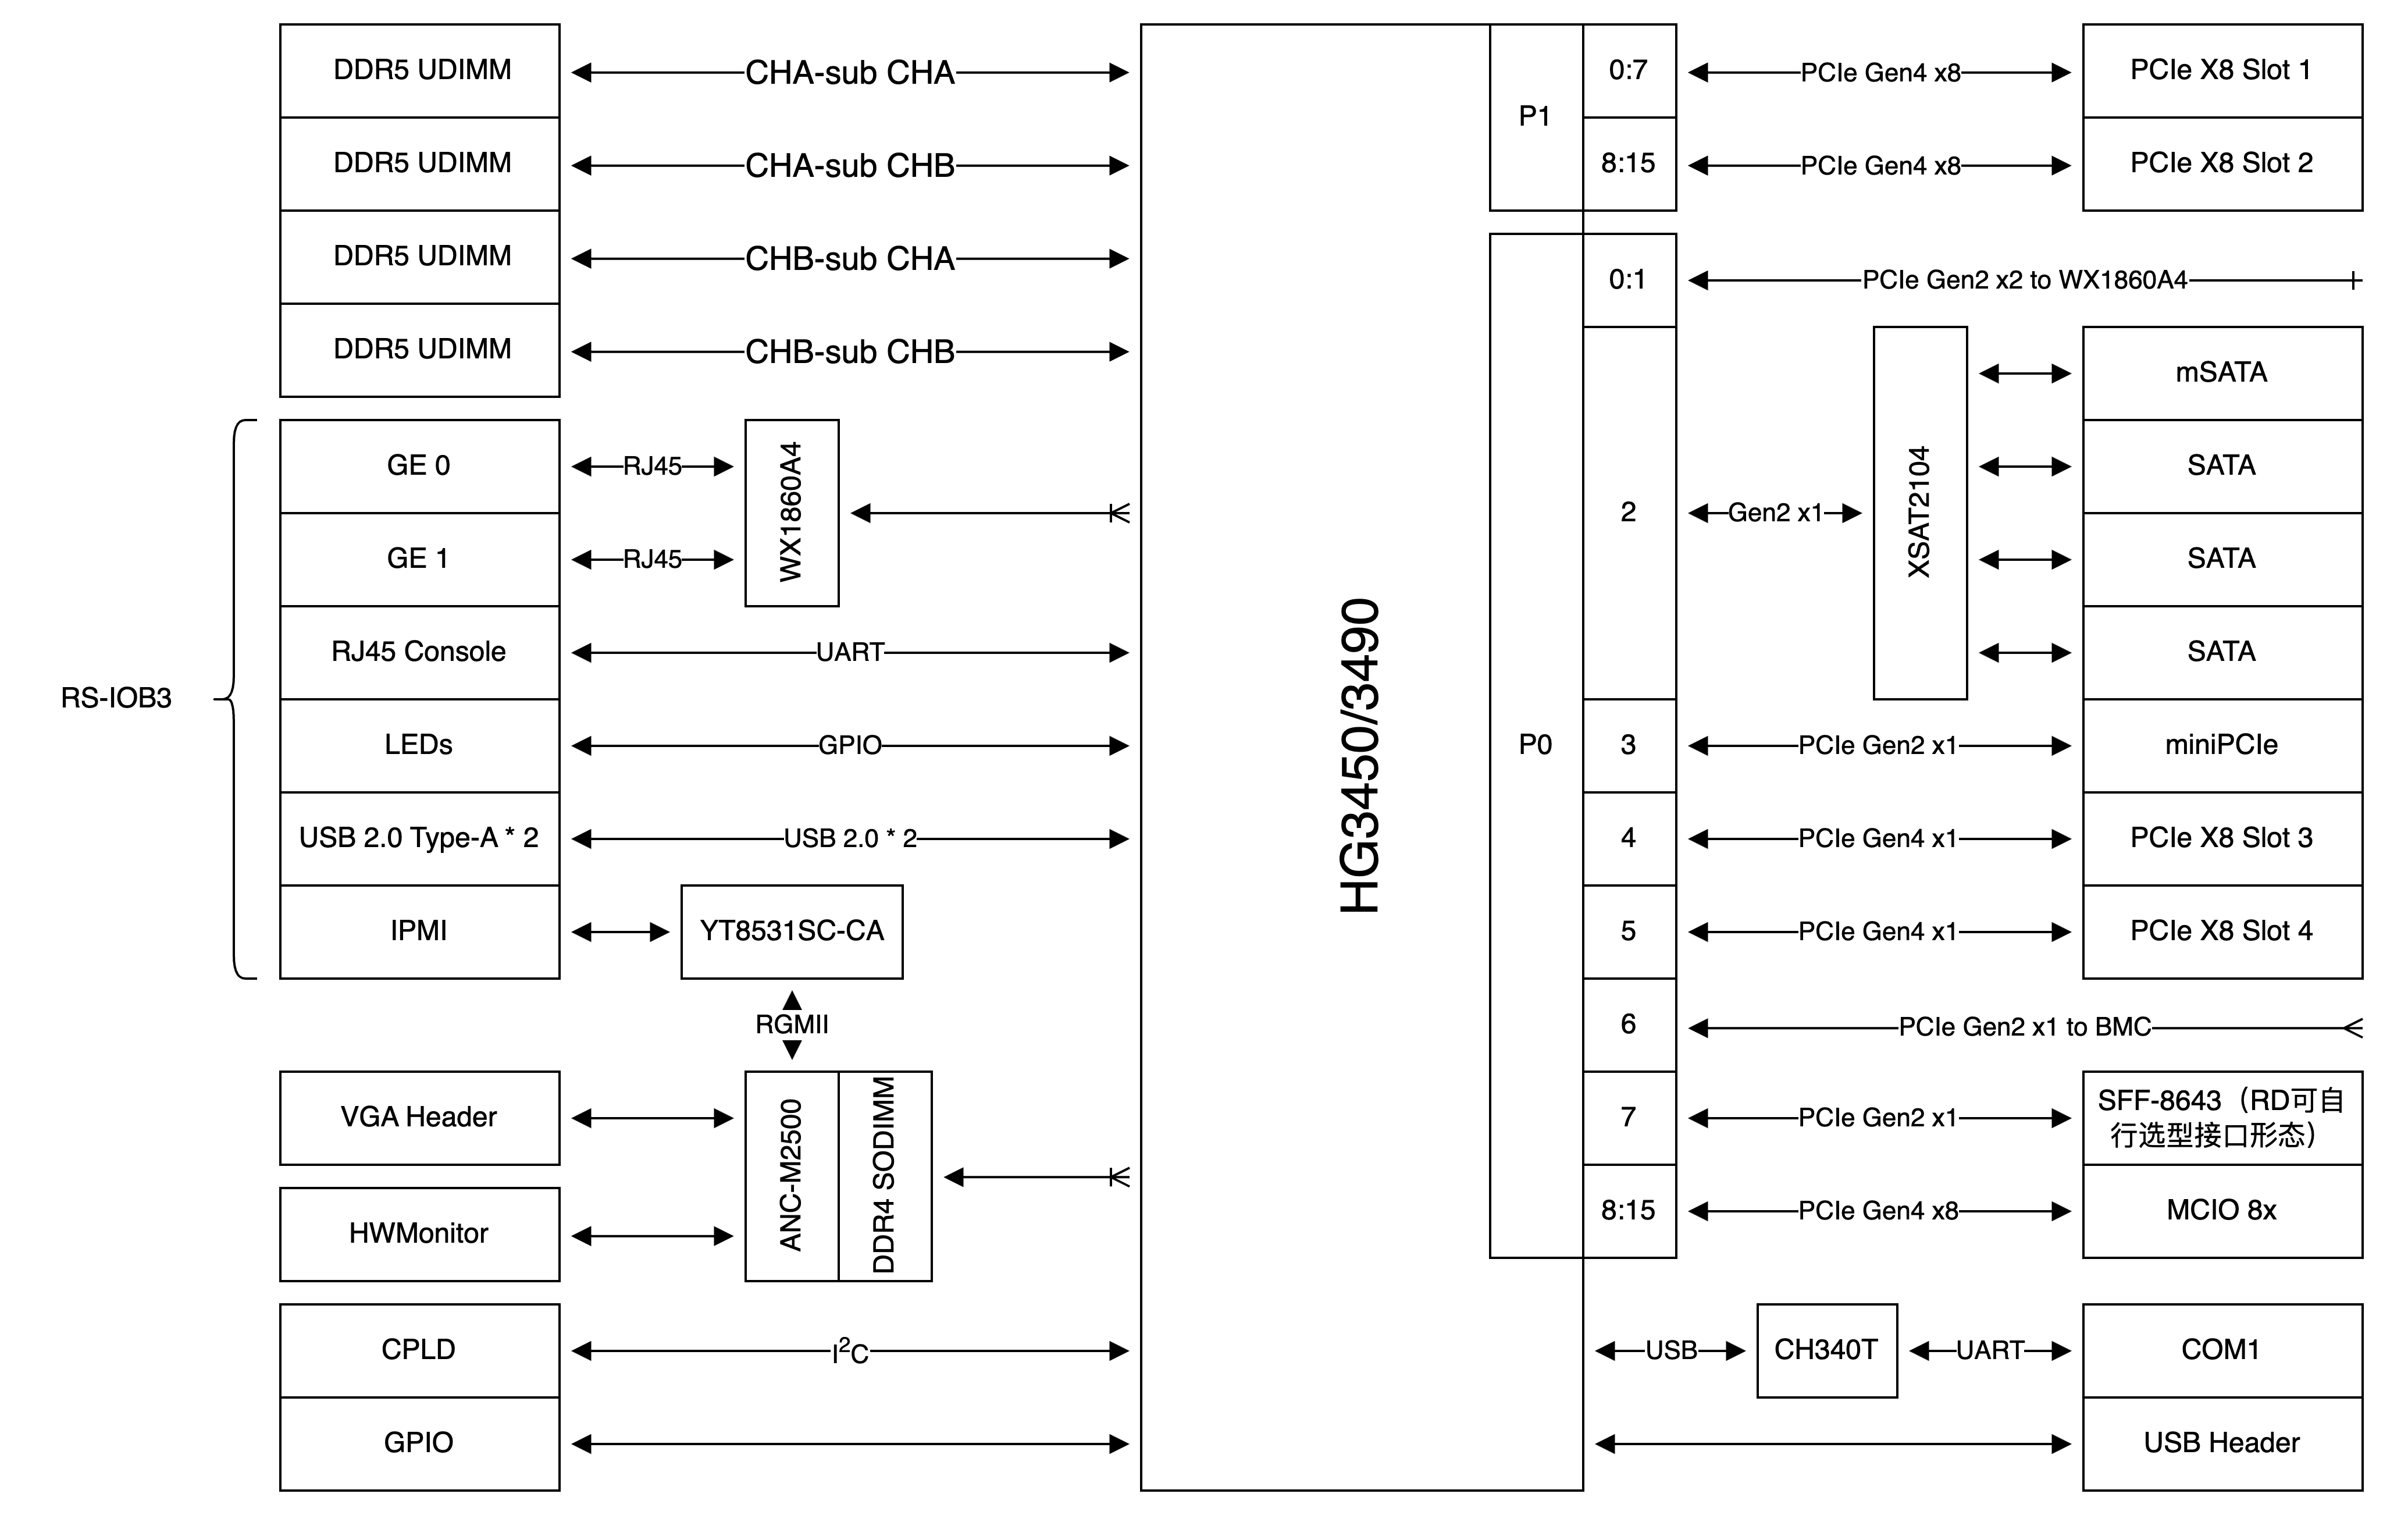 DDR5 UDIMM
CHA-sub CHA
DDR5 UDIMM
CHA-sub CHB
DDR5 UDIMM
CHB-sub CHA
DDR5 UDIMM
CHB-sub CHB
RS-IOB3
GE 0
RJ45
GE 1
RJ45
WX1860A4
RJ45 Console
UART
LEDs
GPIO
USB 2.0 Type-A * 2
USB 2.0 * 2
IPMI
YT8531SC-CA
RGMII
VGA Header
HWMonitor
ANC-M2500
DDR4 SODIMM
CPLD
I²C
GPIO
HG3450/3490
P1
0:7
PCIe Gen4 x8
PCIe X8 Slot 1
8:15
PCIe Gen4 x8
PCIe X8 Slot 2
P0
0:1
PCIe Gen2 x2 to WX1860A4
2
Gen2 x1
XSAT2104
mSATA
SATA
SATA
SATA
3
PCIe Gen2 x1
miniPCIe
4
PCIe Gen4 x1
PCIe X8 Slot 3
5
PCIe Gen4 x1
PCIe X8 Slot 4
6
PCIe Gen2 x1 to BMC
7
PCIe Gen2 x1
SFF-8643（RD可自
行选型接口形态）
8:15
PCIe Gen4 x8
MCIO 8x
USB
CH340T
UART
COM1
USB Header